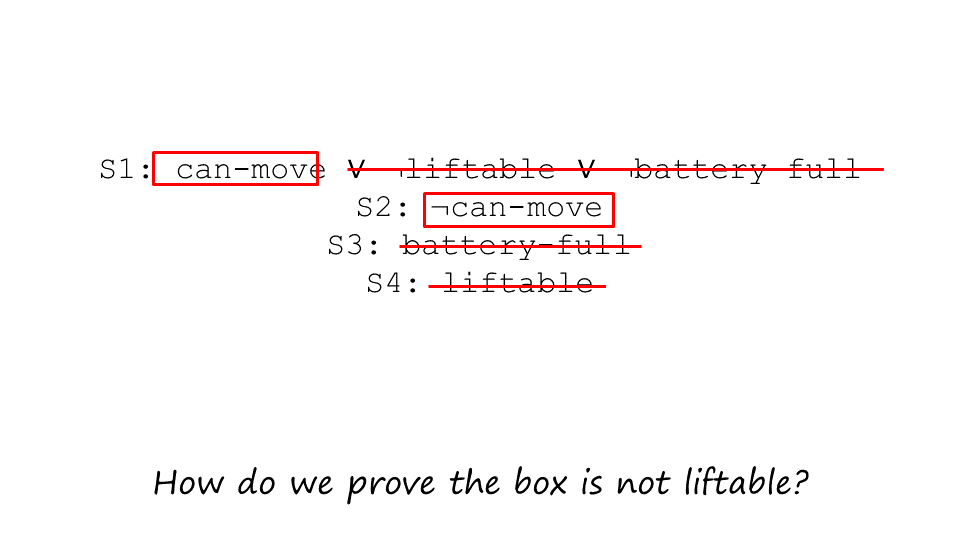 S1: can-move V ¬liftable V ¬battery-full
S2: ¬can-move
S3: battery-full
S4: liftable
How do we prove the box is not liftable?